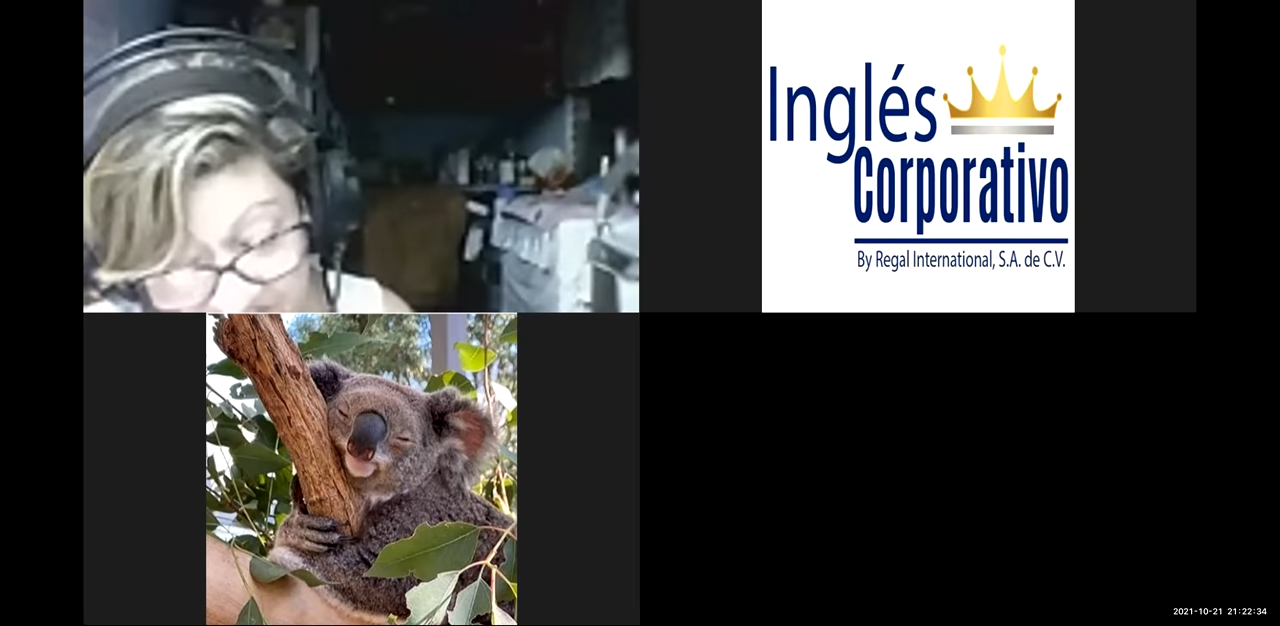 Inglés
Corporativo
By Regal International, S.A. de C.V.
2021-10-21 21:22:34